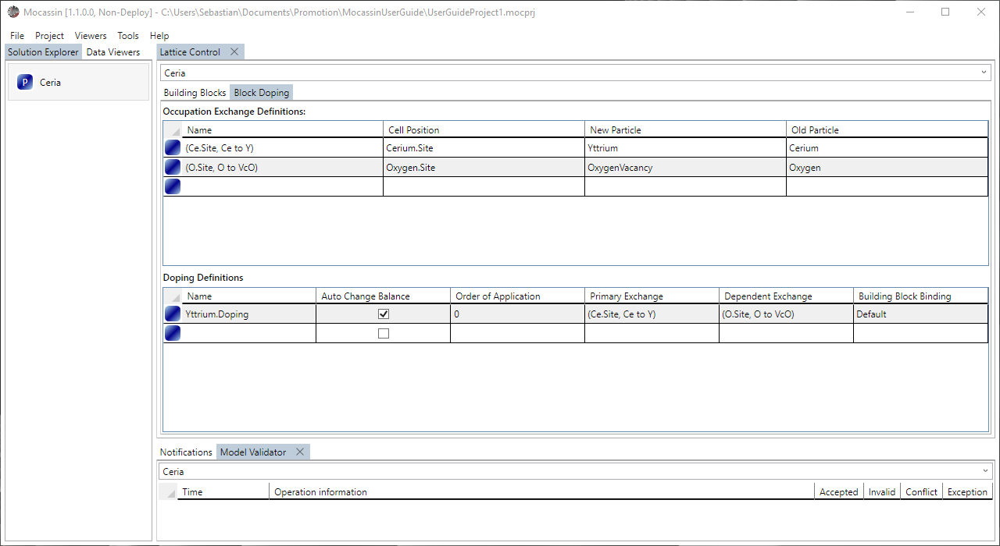 Mocassin [1.1.0.0, Non-Deploy] - C:\Users\Sebastian\Documents\Promotion\MocassinUserGuide\UserGuideProject1.mocprj
File Project Viewers Tools Help
Solution Explorer Data Viewers Lattice Control
P Ceria
Ceria
Building Blocks Block Doping
Occupation Exchange Definitions:
Name Cell Position New Particle Old Particle
(Ce.Site, Ce to Y) Cerium.Site Yttrium Cerium
(O.Site, O to VcO) Oxygen.Site OxygenVacancy Oxygen
Doping Definitions
Name Auto Change Balance Order of Application Primary Exchange Dependent Exchange Building Block Binding
Yttrium.Doping 0 (Ce.Site, Ce to Y) (O.Site, O to VcO) Default
Notifications Model Validator
Ceria
Time Operation information Accepted Invalid Conflict Exception